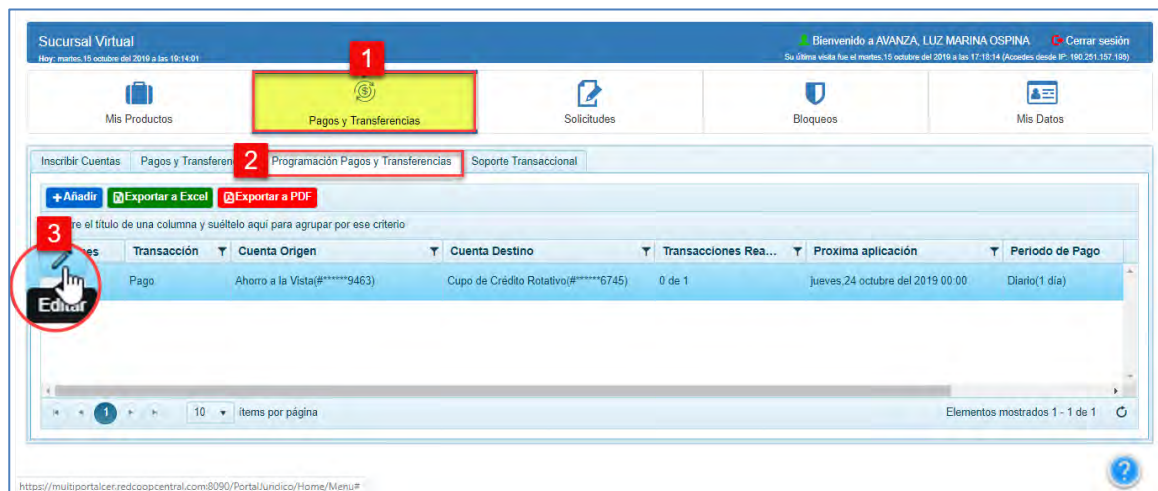 Sucursal Virtual
Bienvenido a AVANZA, LUZ MARINA OSPINA Cerrar sesión
Hoy: martes,15 octubre del 2019 a las 19:14:01
Su última visita fue el martes,15 octubre del 2019 a las 17:18:14 (Accedes desde IP: 190.251.157.195)
1
Mis Productos Pagos y Transferencias Solicitudes Bloqueos Mis Datos
Inscribir Cuentas Pagos y Transferen 2 Programación Pagos y Transferencias Soporte Transaccional
+Añadir Exportar a Excel Exportar a PDF
re el título de una columna y suéltelo aquí para agrupar por ese criterio
3
nes Transacción Cuenta Origen Cuenta Destino Transacciones Rea... Proxima aplicación Periodo de Pago
Pago Ahorro a la Vista(#******9463) Cupo de Crédito Rotativo(#******6745) 0 de 1 jueves,24 octubre del 2019 00:00 Diario(1 día)
Editar
1 10 ítems por página Elementos mostrados 1 - 1 de 1
?
https://multiportalcer.redcoopcentral.com:8090/PortalJuridico/Home/Menu#